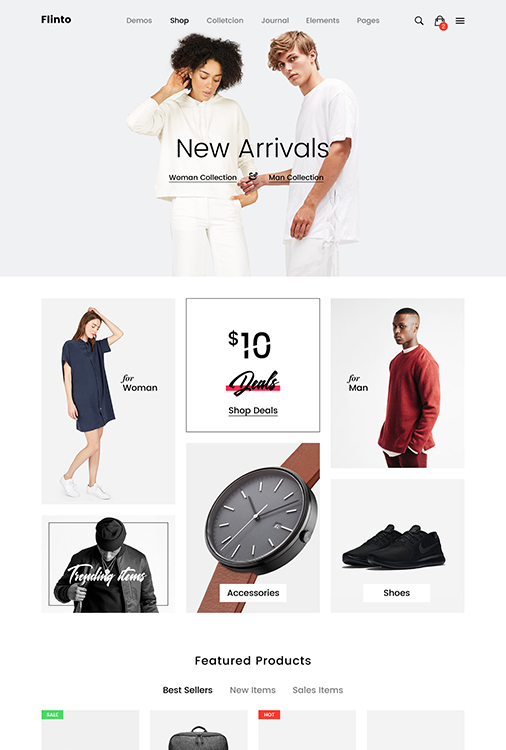 Flinto
Demos Shop Colletcion Journal Elements Pages
2
New Arrivals
Woman Collection & Man Collection
for
Woman
$10
Deals
Shop Deals
for
Man
Trending items
Accessories
Shoes
Featured Products
Best Sellers New Items Sales Items
SALE
HOT